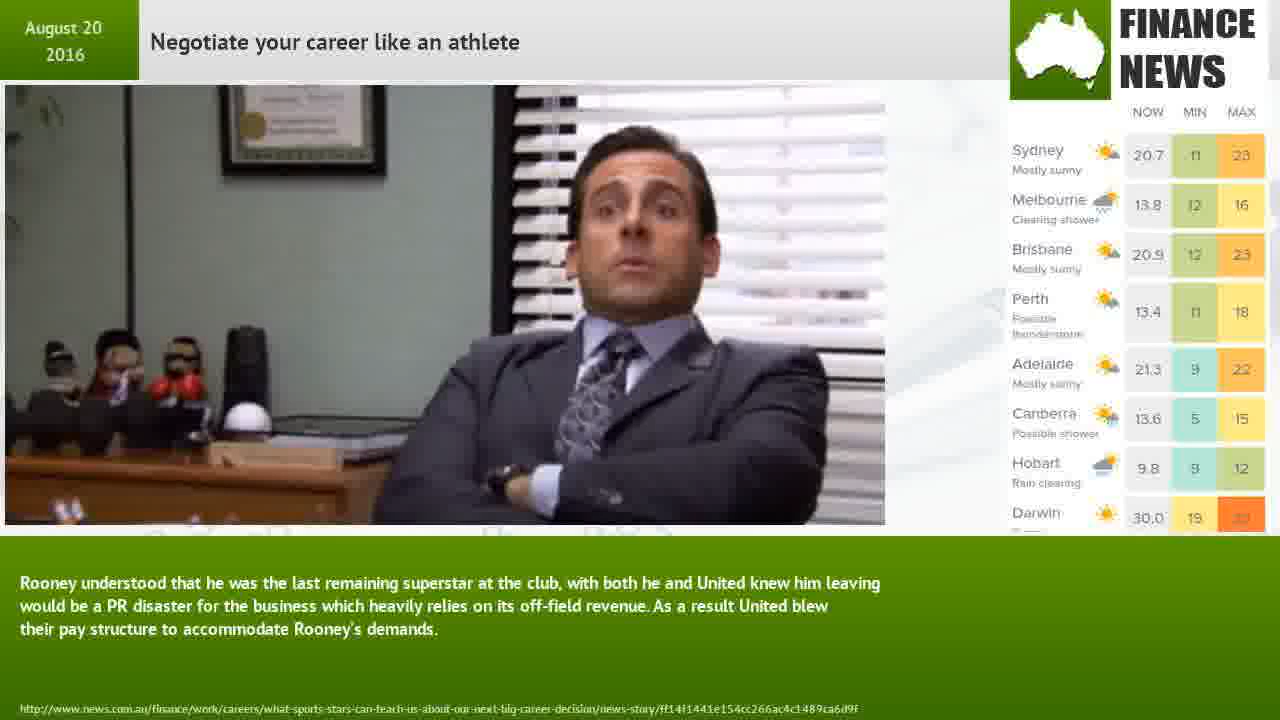 August 20
2016
Negotiate your career like an athlete
FINANCE
NEWS
NOW MIN MAX
Sydney
Mostly sunny
20.7 11 23
Melbourne
Clearing shower
13.8 12 16
Brisbane
Mostly sunny
20.9 12 23
Perth
Possible
thunderstorm
13.4 11 18
Adelaide
Mostly sunny
21.3 9 22
Canberra
Possible shower
13.6 5 15
Hobart
Rain clearing
9.8 9 12
Darwin
30.0 19
Rooney understood that he was the last remaining superstar at the club, with both he and United knew him leaving
would be a PR disaster for the business which heavily relies on its off-field revenue. As a result United blew
their pay structure to accommodate Rooney's demands.
http://www.news.com.au/finance/work/careers/what-sports-stars-can-teach-us-about-our-next-big-career-decision/news-story/ff14f1441e154cc266ac4c1489ca6d9f